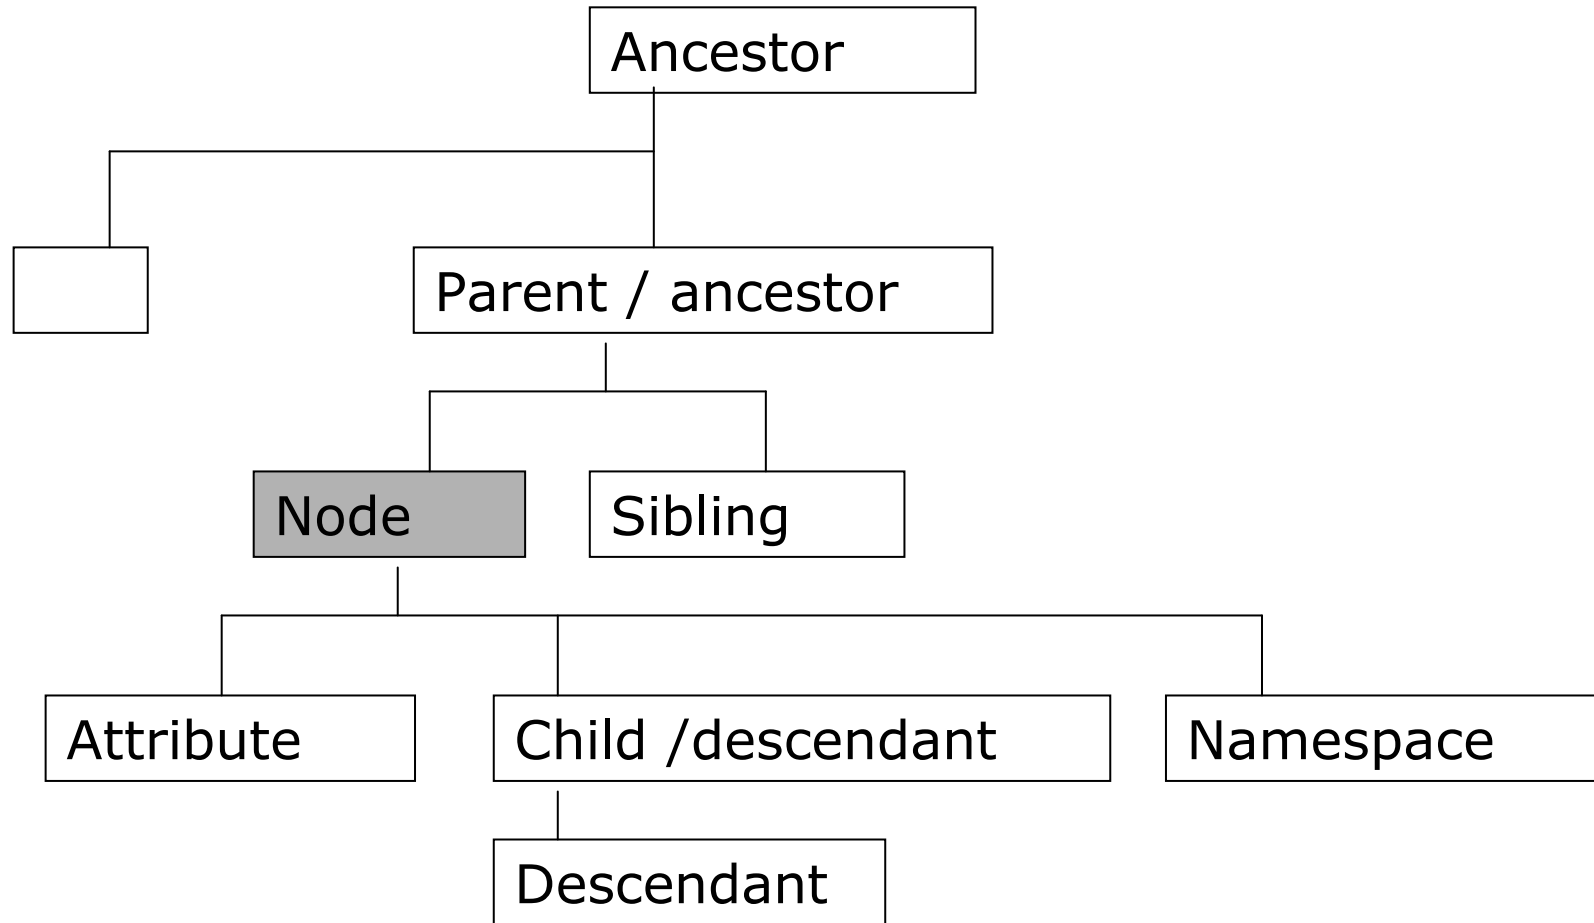 Ancestor
Parent / ancestor
Node
Sibling
Attribute
Child /descendant
Namespace
Descendant